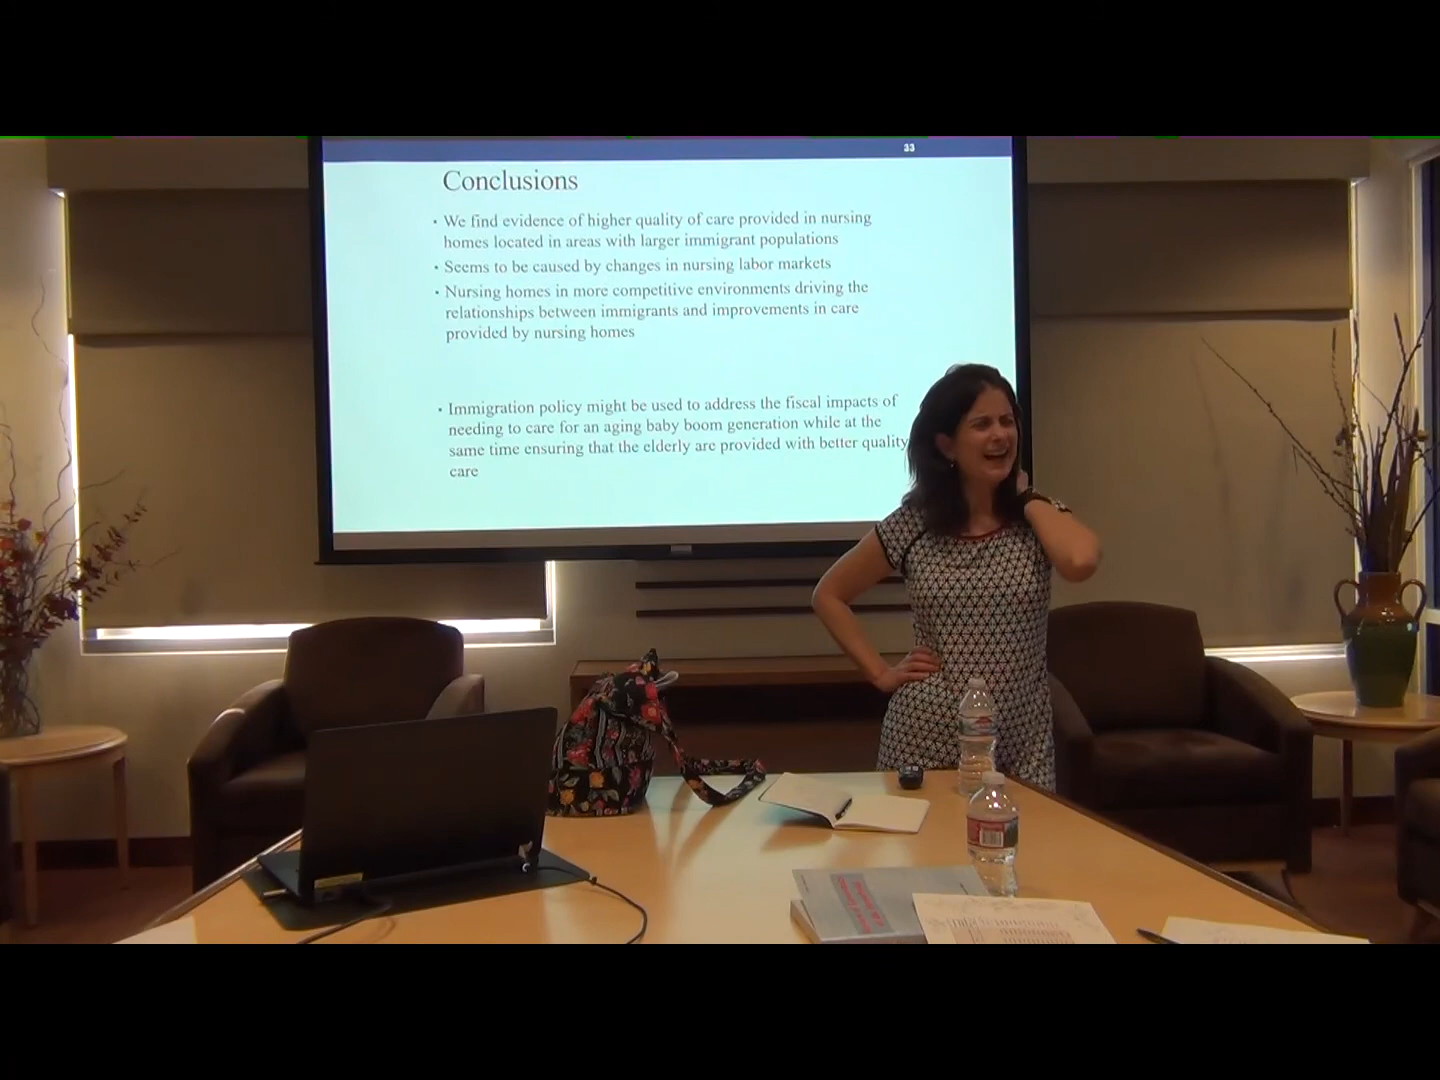 33
Conclusions
• We find evidence of higher quality of care provided in nursing
homes located in areas with larger immigrant populations
• Seems to be caused by changes in nursing labor markets
• Nursing homes in more competitive environments driving the
relationships between immigrants and improvements in care
provided by nursing homes
• Immigration policy might be used to address the fiscal impacts of
needing to care for an aging baby boom generation while at the
same time ensuring that the elderly are provided with better quality
care